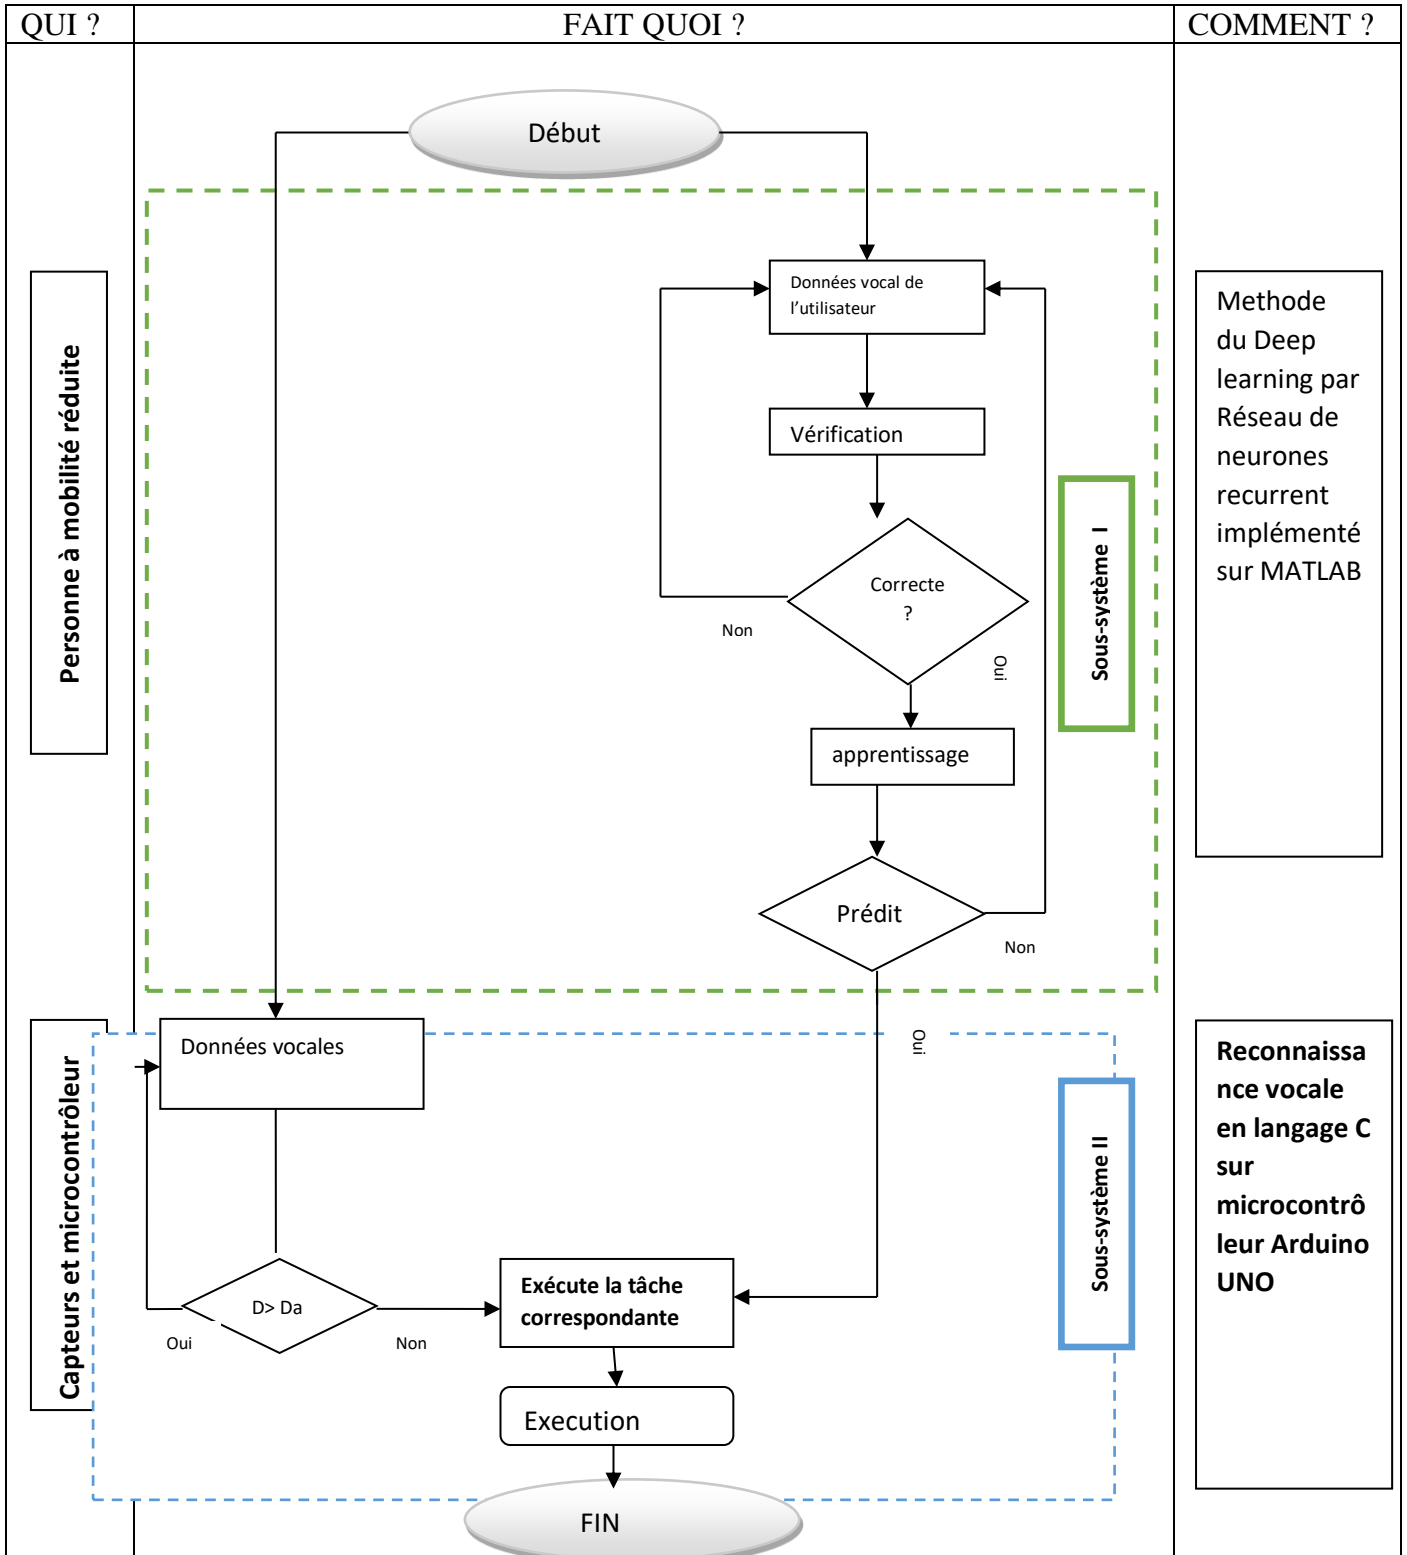 QUI ?
FAIT QUOI ?
COMMENT ?
Début
Personne à mobilité réduite
Données vocal de
l'utilisateur
Vérification
Correcte
?
Non
Oui
apprentissage
Prédit
Non
Oui
Sous-système I
Methode
du Deep
learning par
Réseau de
neurones
recurrent
implémenté
sur MATLAB
Capteurs et microcontrôleur
Données vocales
D> Da
Oui
Non
Exécute la tâche
correspondante
Execution
FIN
Sous-système II
Reconnaissa
nce vocale
en langage C
sur
microcontrô
leur Arduino
UNO